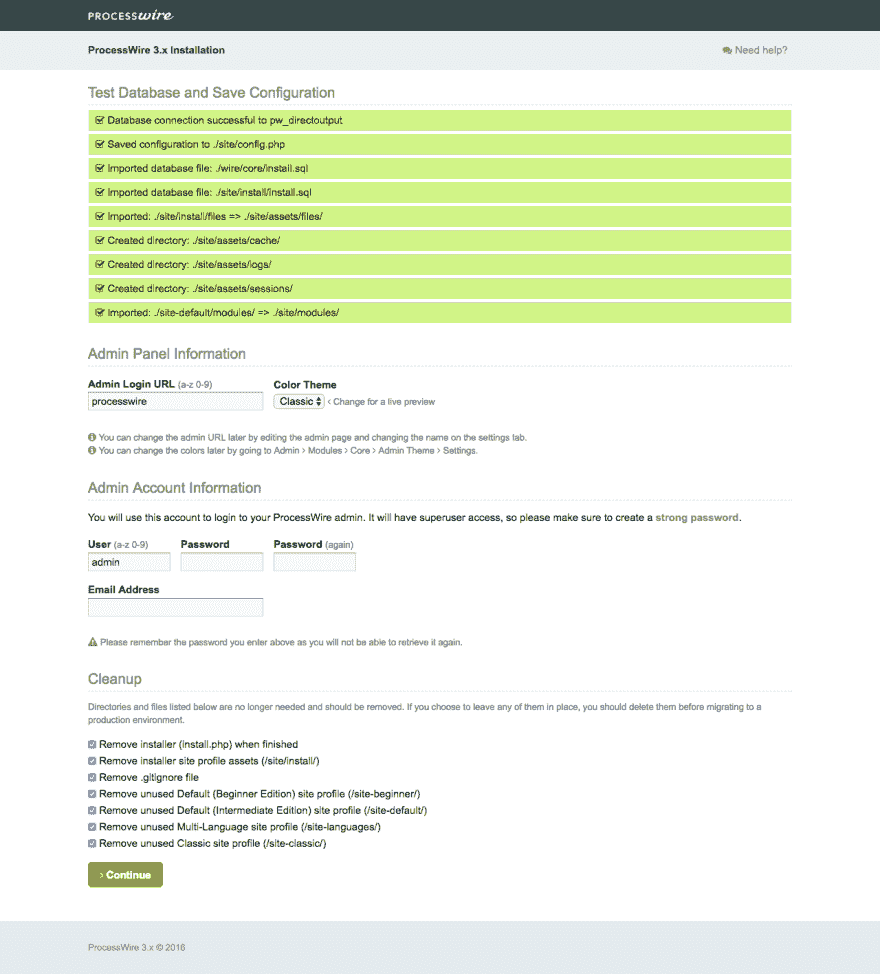 PROCESSwire
ProcessWire 3.x Installation
Need help?
Test Database and Save Configuration
Database connection successful to pw_directoutput
Saved configuration to ./site/config.php
Imported database file: ./wire/core/install.sql
Imported database file: ./site/install/install.sql
Imported: ./site/install/files => ./site/assets/files/
Created directory: ./site/assets/cache/
Created directory: ./site/assets/logs/
Created directory: ./site/assets/sessions/
Imported: ./site-default/modules/ => ./site/modules/
Admin Panel Information
Admin Login URL (a-z 0-9)
Color Theme
processwire
Classic
‹ Change for a live preview
You can change the admin URL later by editing the admin page and changing the name on the settings tab.
You can change the colors later by going to Admin › Modules › Core › Admin Theme › Settings.
Admin Account Information
You will use this account to login to your ProcessWire admin. It will have superuser access, so please make sure to create a strong password.
User (a-z 0-9)
Password
Password (again)
admin
Email Address
Please remember the password you enter above as you will not be able to retrieve it again.
Cleanup
Directories and files listed below are no longer needed and should be removed. If you choose to leave any of them in place, you should delete them before migrating to a
production environment.
Remove installer (install.php) when finished
Remove installer site profile assets (/site/install/)
Remove .gitignore file
Remove unused Default (Beginner Edition) site profile (/site-beginner/)
Remove unused Default (Intermediate Edition) site profile (/site-default/)
Remove unused Multi-Language site profile (/site-languages/)
Remove unused Classic site profile (/site-classic/)
› Continue
ProcessWire 3.x © 2016